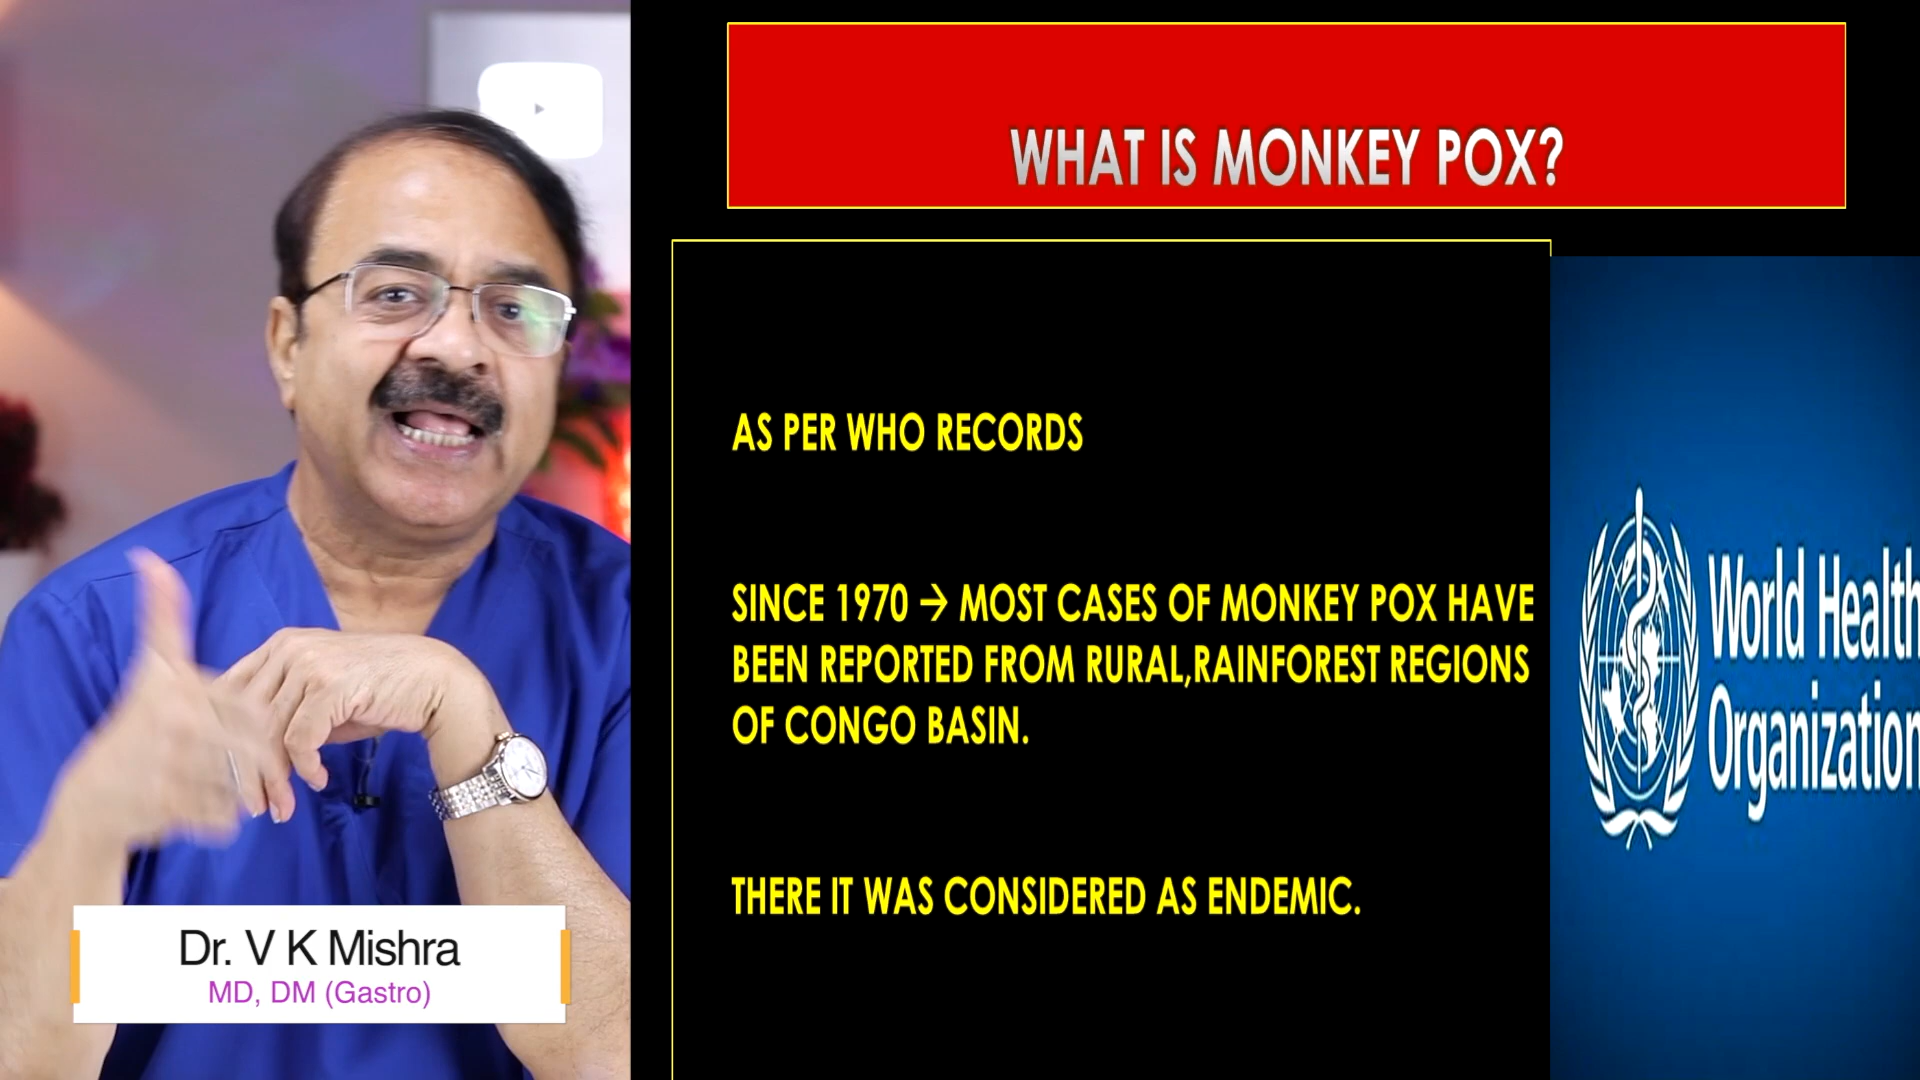 WHAT IS MONKEY POX?
AS PER WHO RECORDS
SINCE 1970 → MOST CASES OF MONKEY POX HAVE
BEEN REPORTED FROM RURAL,RAINFOREST REGIONS
OF CONGO BASIN.
THERE IT WAS CONSIDERED AS ENDEMIC.
World Health
Organization
Dr. V K Mishra
MD, DM (Gastro)